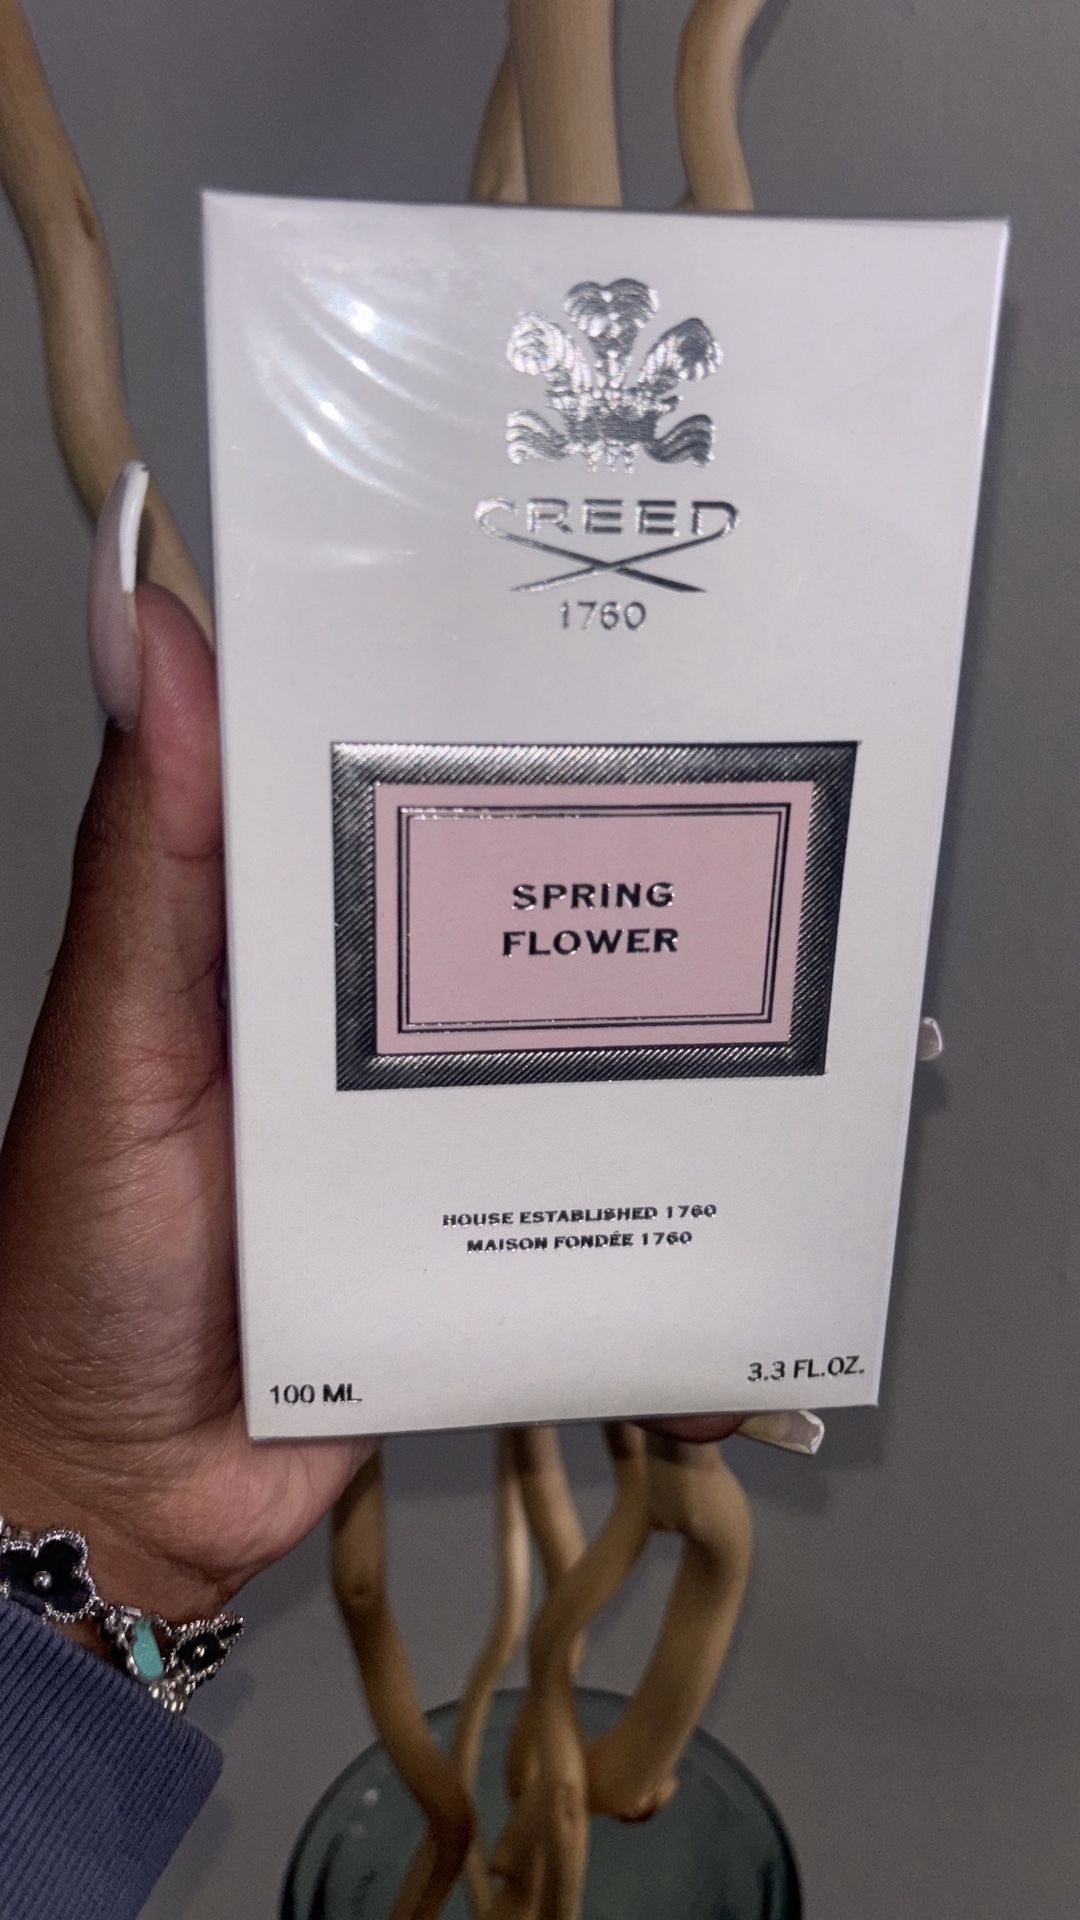 CREED
1760
SPRING
FLOWER
HOUSE ESTABLISHED 1760
MAISON FONDÉE 1760
100 ML
3.3 FL.OZ.